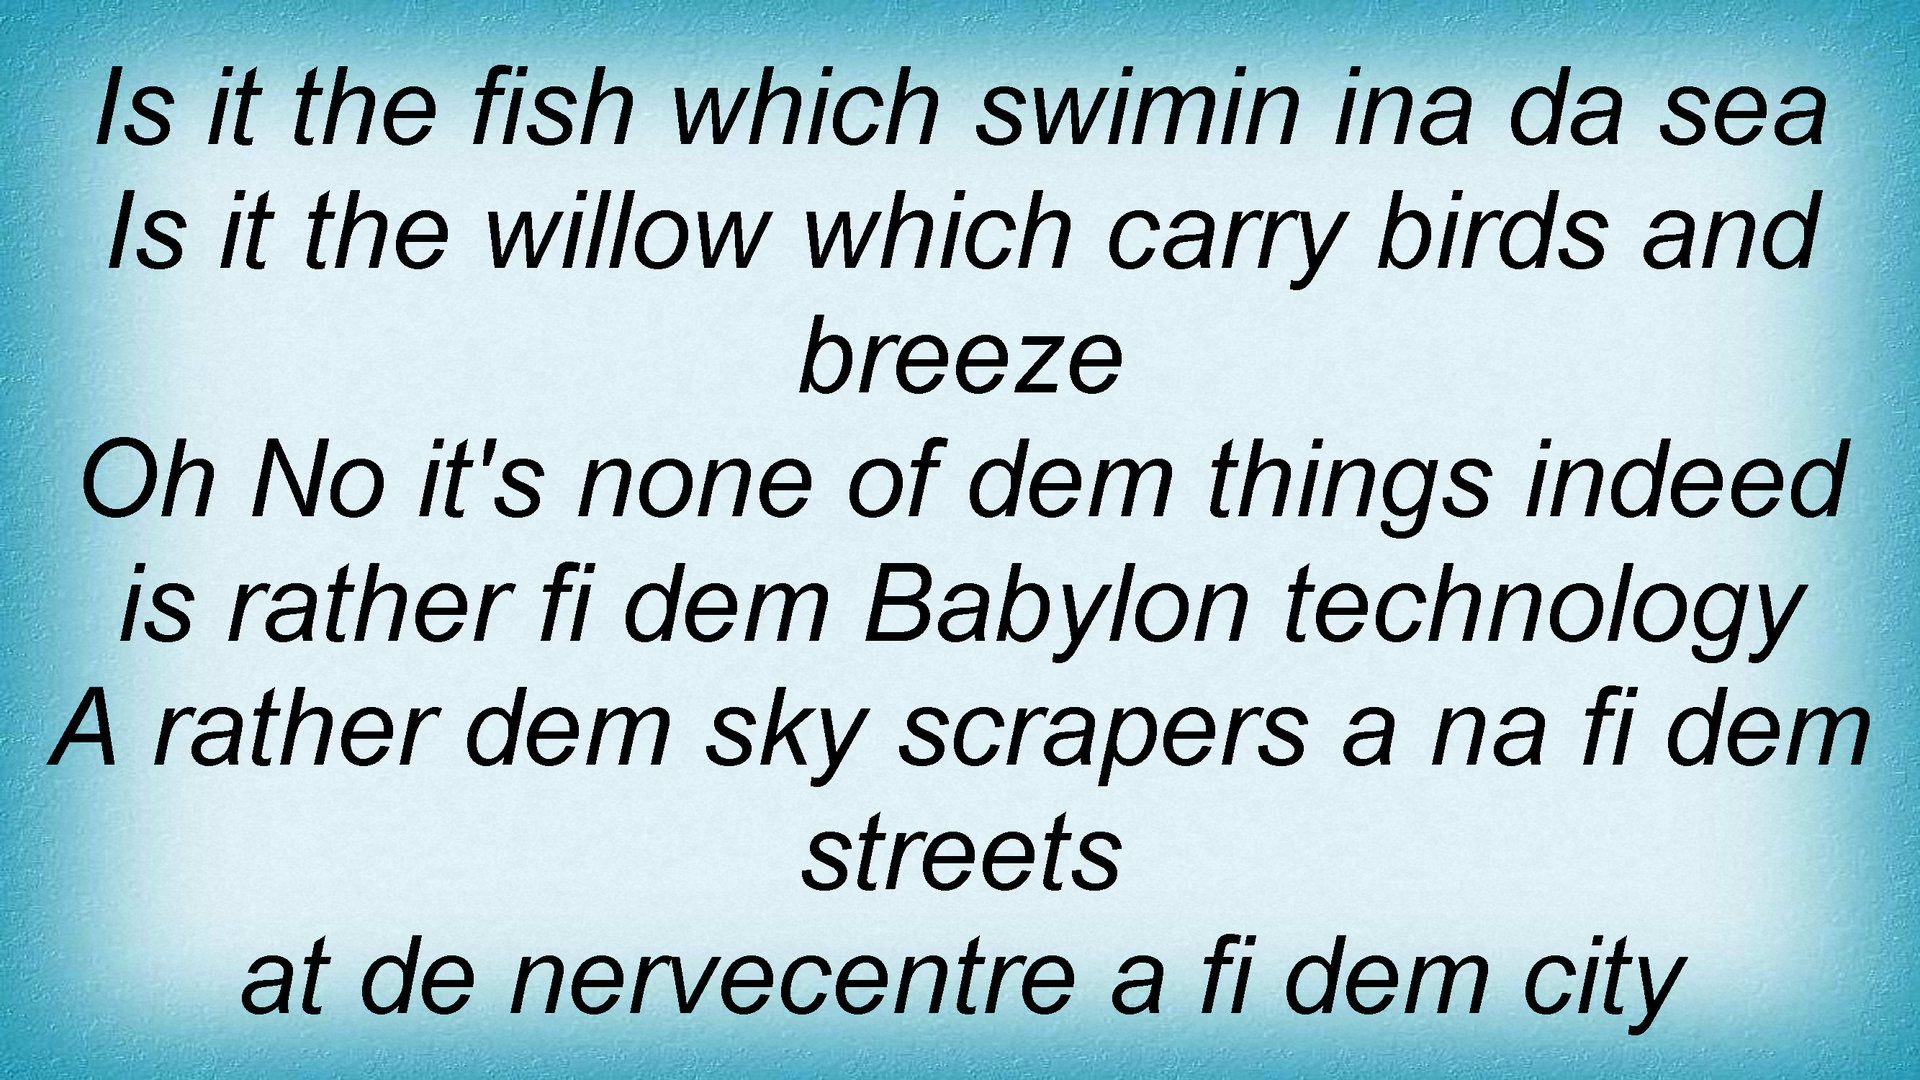 Is it the fish which swimin ina da sea
Is it the willow which carry birds and
breeze
Oh No it's none of dem things indeed
is rather fi dem Babylon technology
A rather dem sky scrapers a na fi dem
streets
at de nervecentre a fi dem city